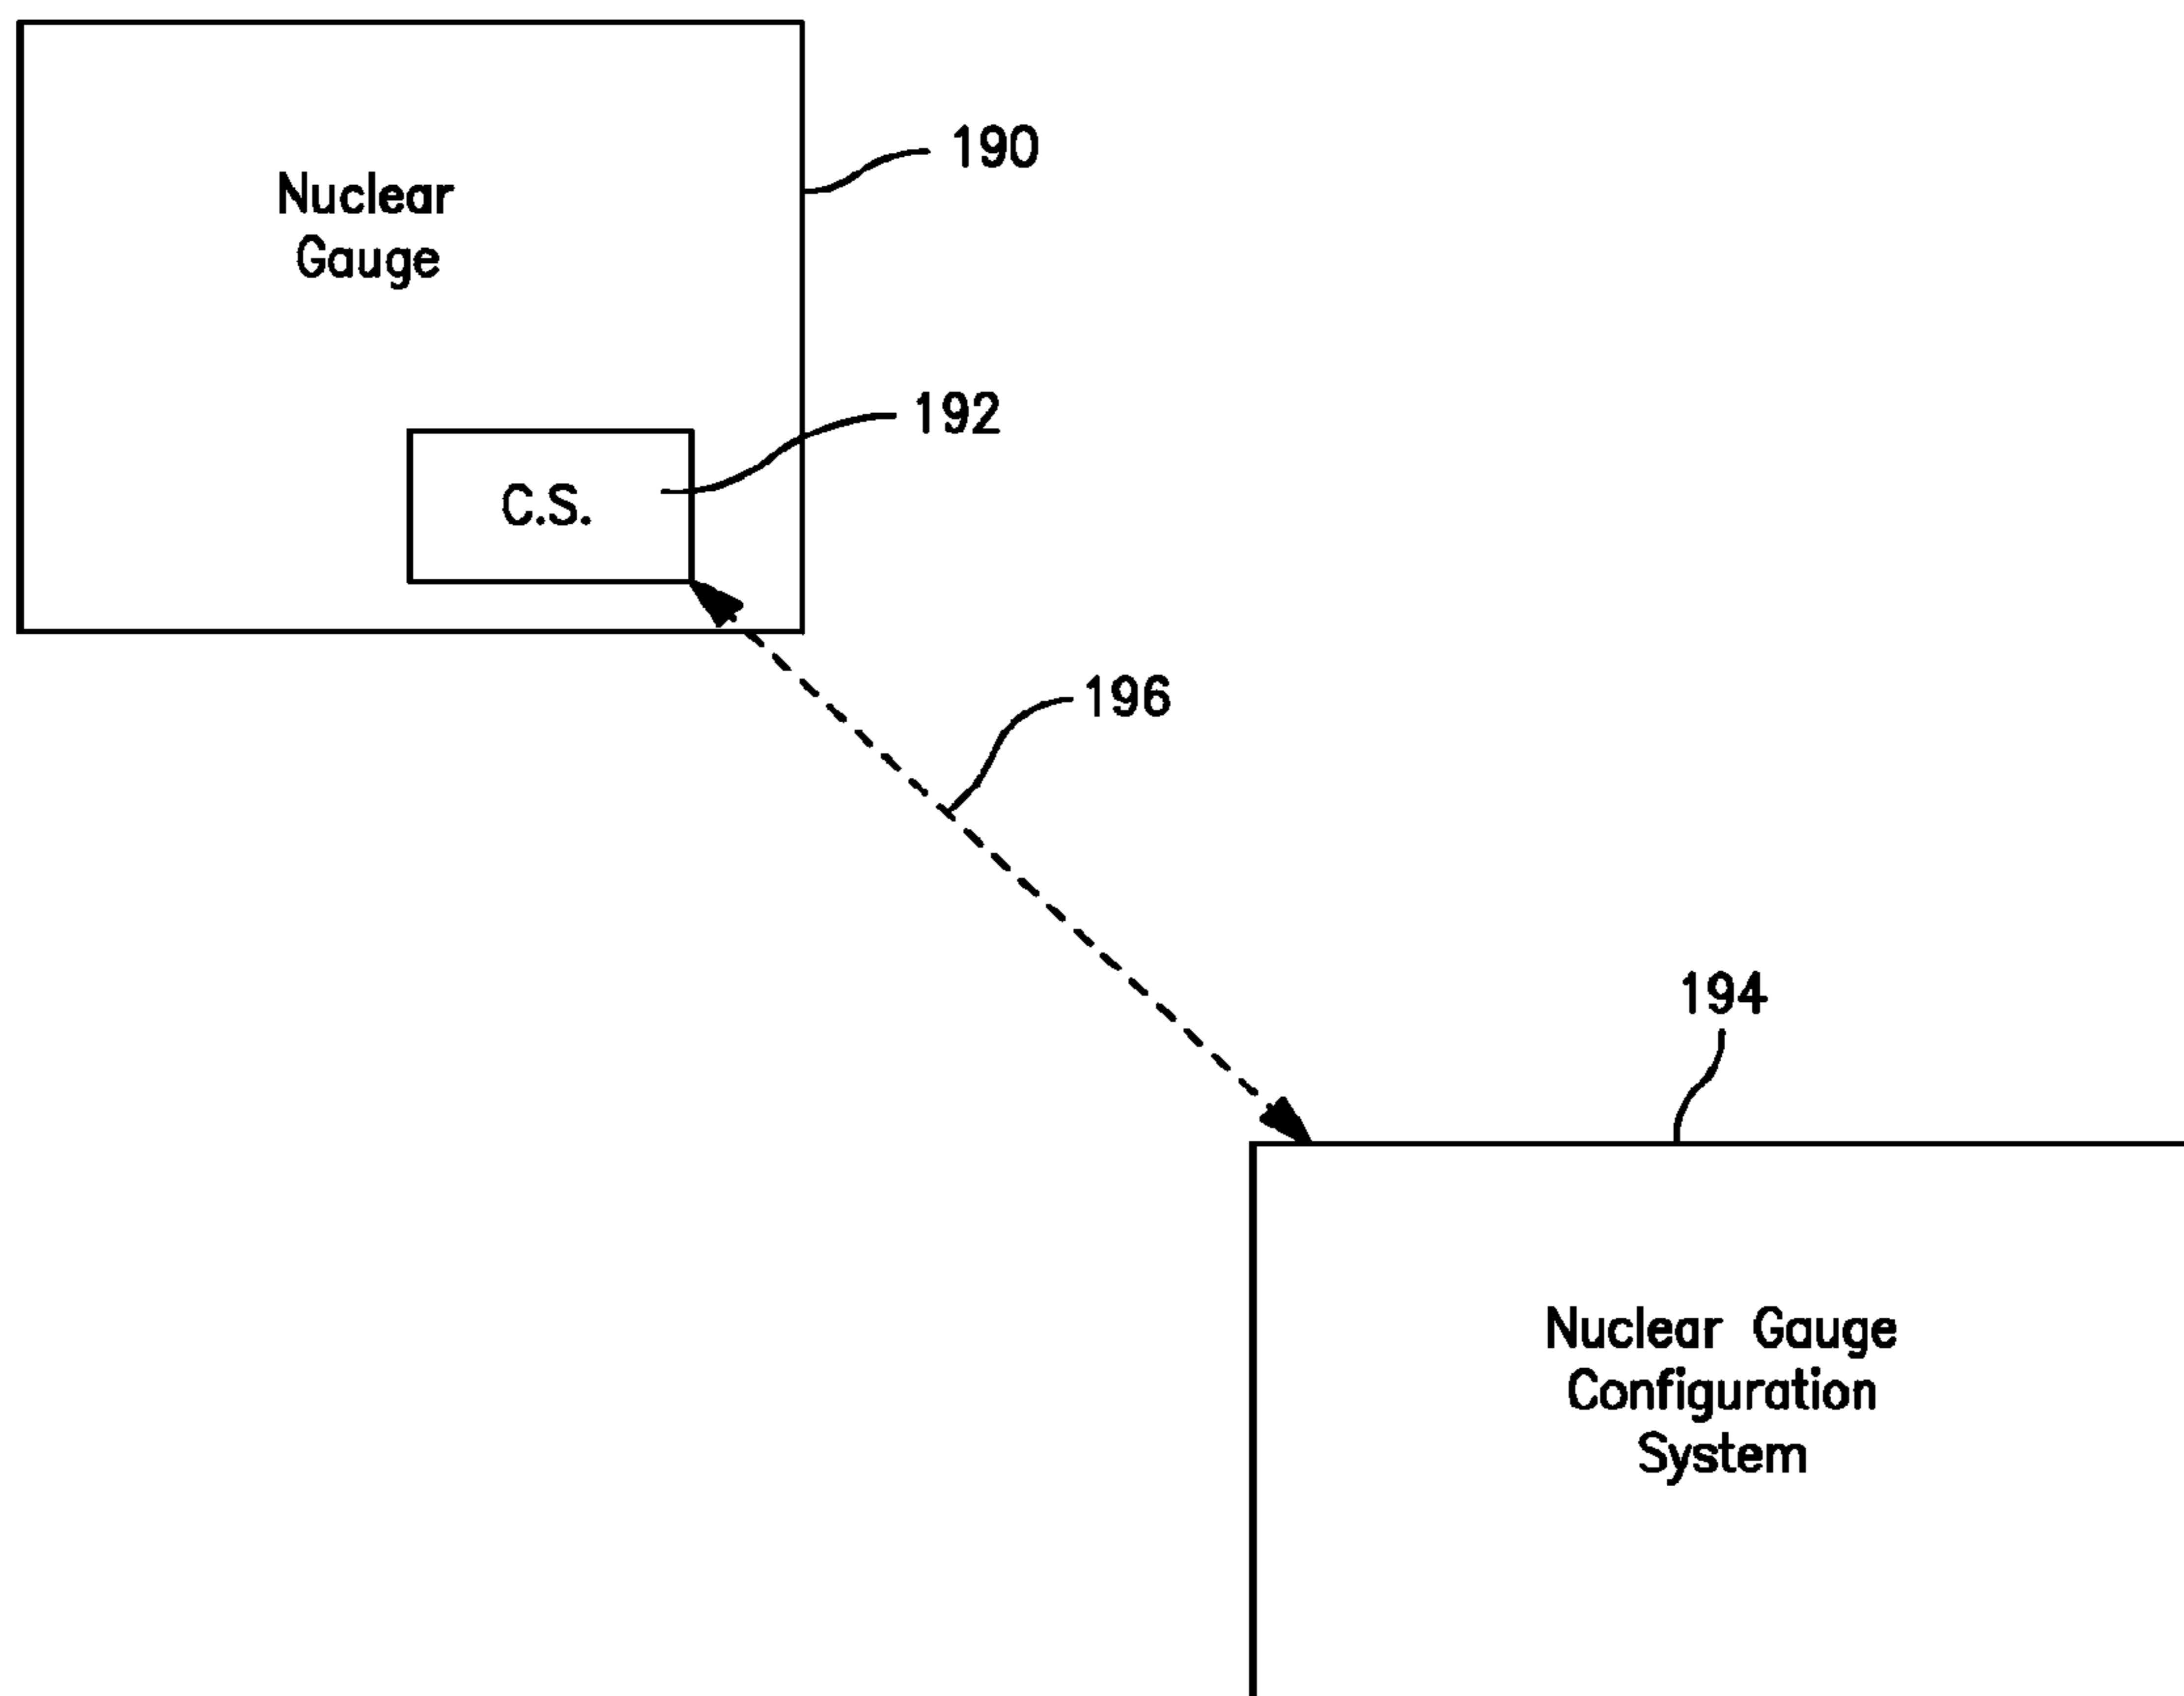 190
Nuclear
Gauge
192
C.S.
196
194
Nuclear Gauge
Configuration
System